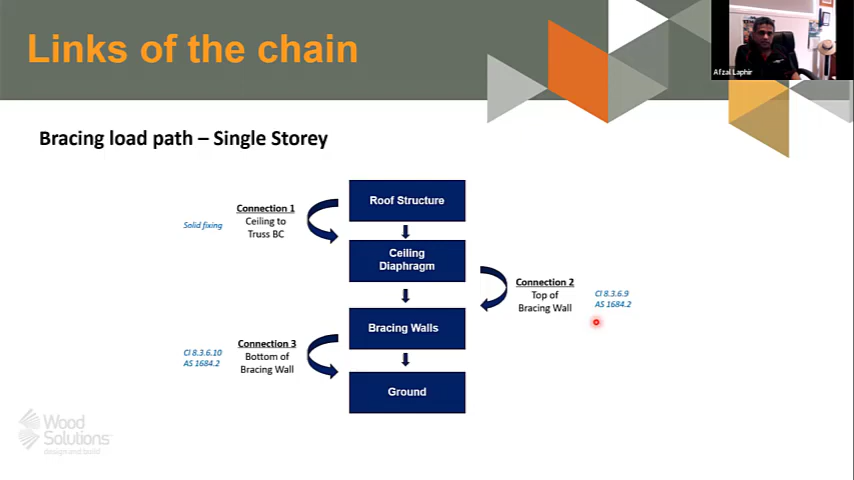 Links of the chain
Afzal Laphir
Bracing load path – Single Storey
Roof Structure
Connection 1
Ceiling to
Truss BC
Solid fixing
Ceiling
Diaphragm
Connection 2
Top of
Bracing Wall
Cl 8.3.6.9
AS 1684.2
Bracing Walls
Connection 3
Bottom of
Bracing Wall
Cl 8.3.6.10
AS 1684.2
Ground
Wood
Solutions
design and build